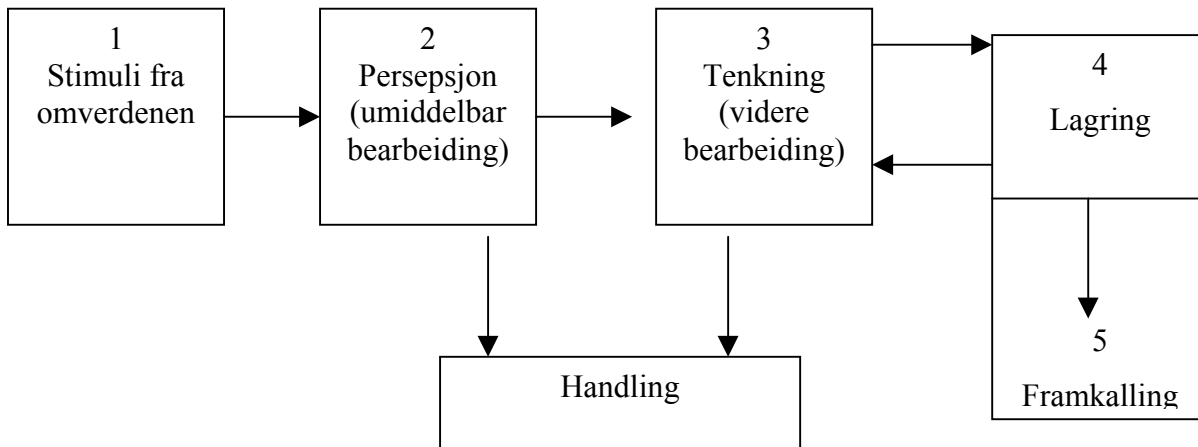 1
Stimuli fra
omverdenen
2
Persepsjon
(umiddelbar
bearbeiding)
3
Tenkning
(videre
bearbeiding)
4
Lagring
5
Framkalling
Handling